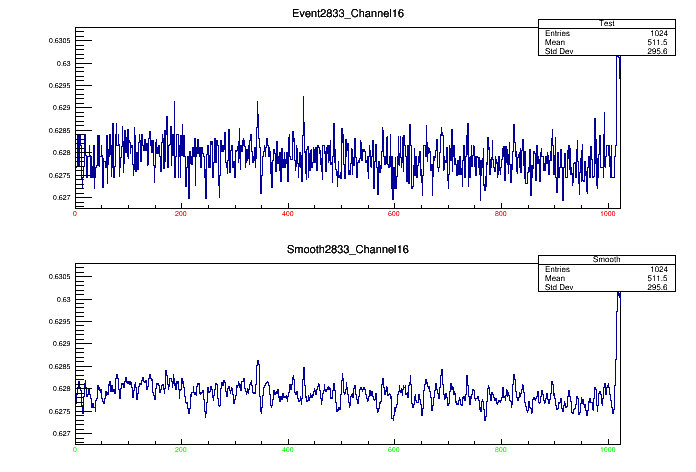 Event2833_Channel16
Test
Entries 1024
Mean 511.5
Std Dev 295.6
0.6305
0.63
0.6295
0.629
0.6285
0.628
0.6275
0.627
0 200 400 600 800 1000
Smooth2833_Channel16
Smooth
Entries 1024
Mean 511.5
Std Dev 295.6
0.6305
0.63
0.6295
0.629
0.6285
0.628
0.6275
0.627
0 200 400 600 800 1000